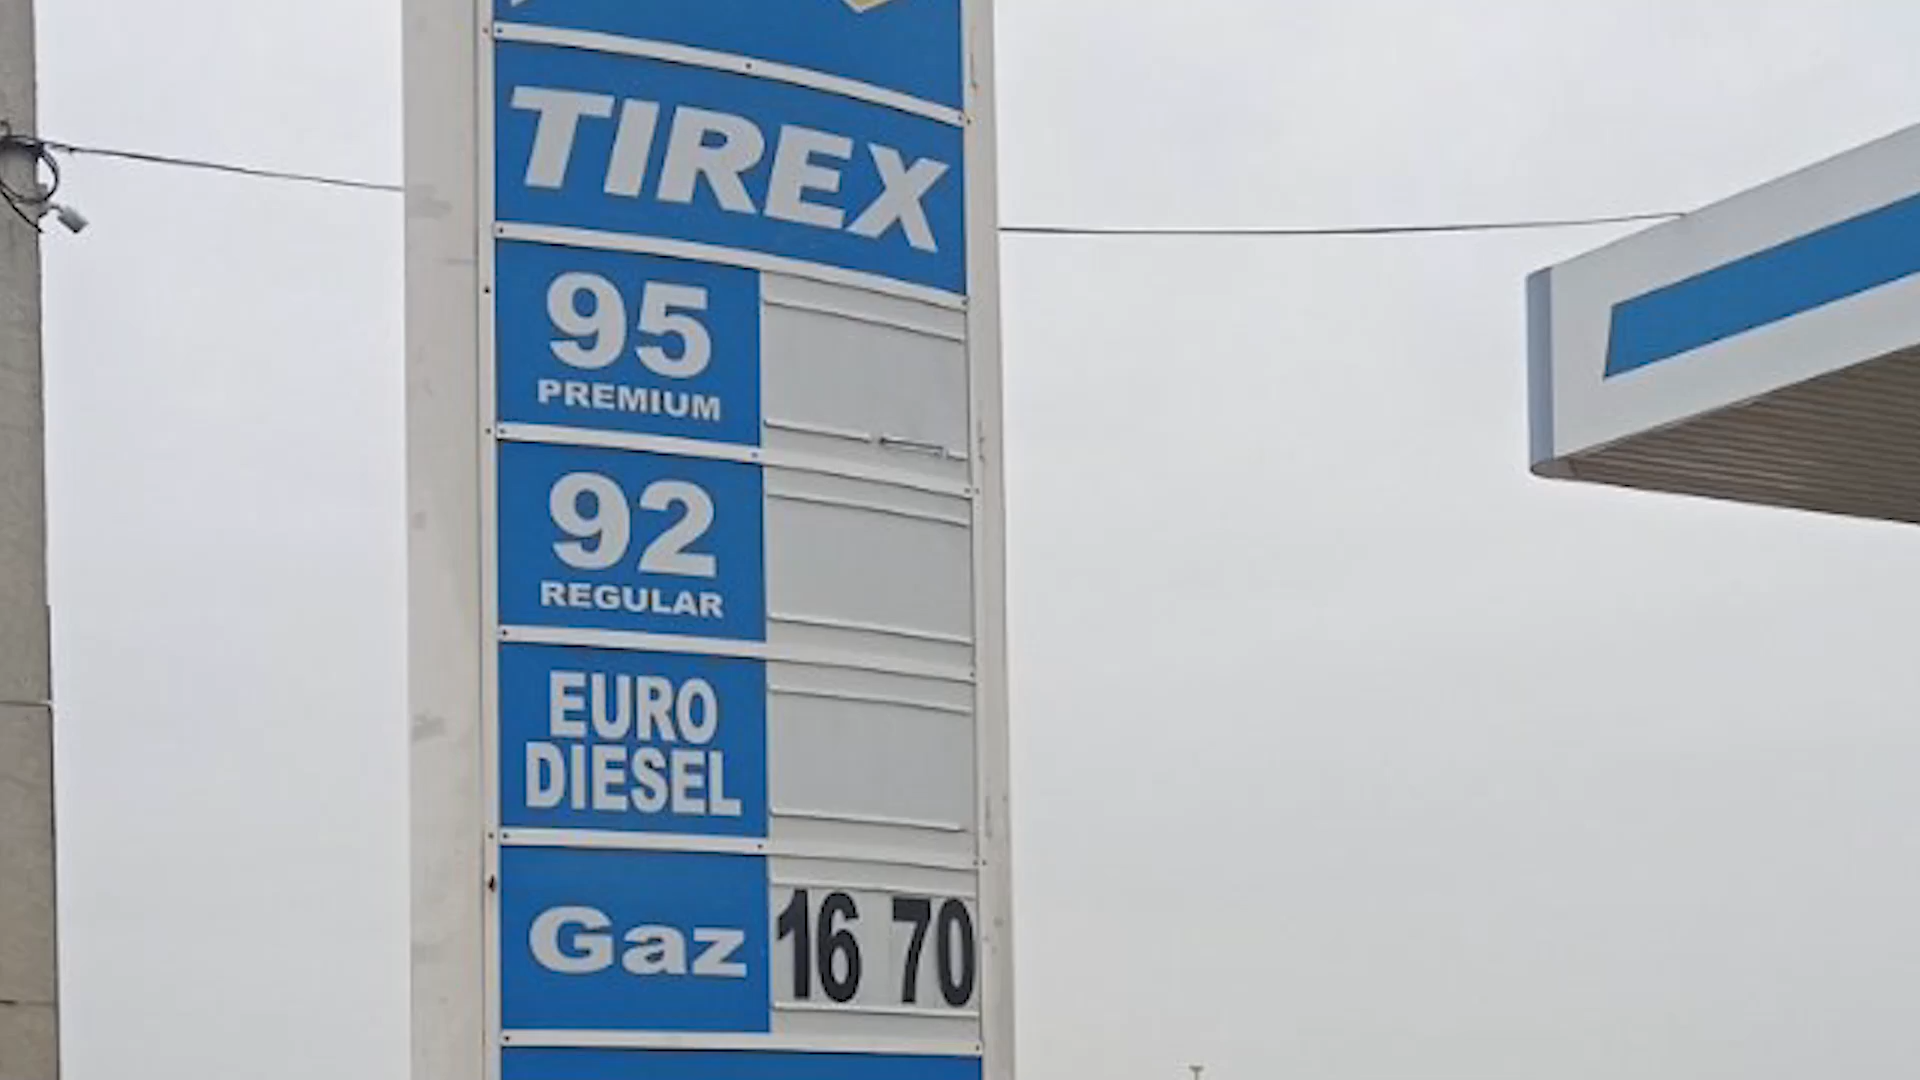 TIREX
95
PREMIUM
92
REGULAR
EURO
DIESEL
Gaz 16 70